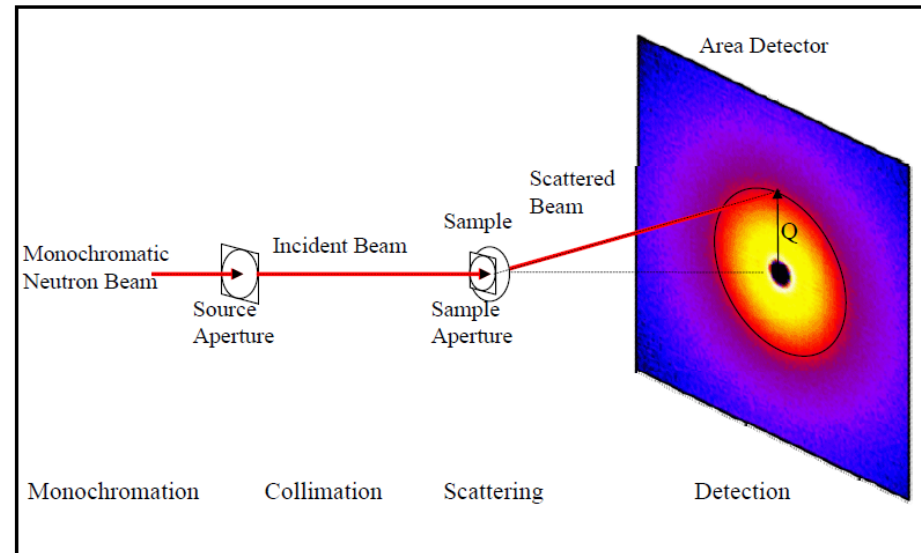 Area Detector
Scattered
Beam
Sample
Q
Incident Beam
Monochromatic
Neutron Beam
Source
Aperture
Sample
Aperture
Monochromation
Collimation
Scattering
Detection